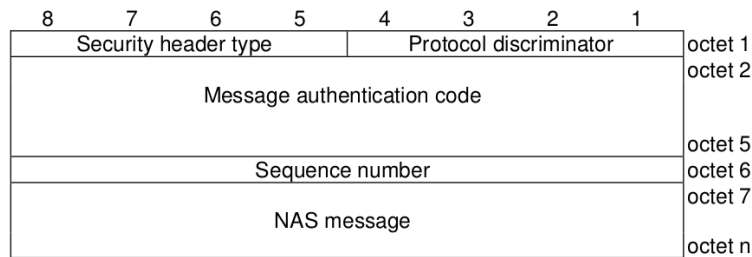 8 7 6 5 4 3 2 1
Security header type Protocol discriminator octet 1
octet 2
Message authentication code
octet 5
Sequence number octet 6
octet 7
NAS message
octet n